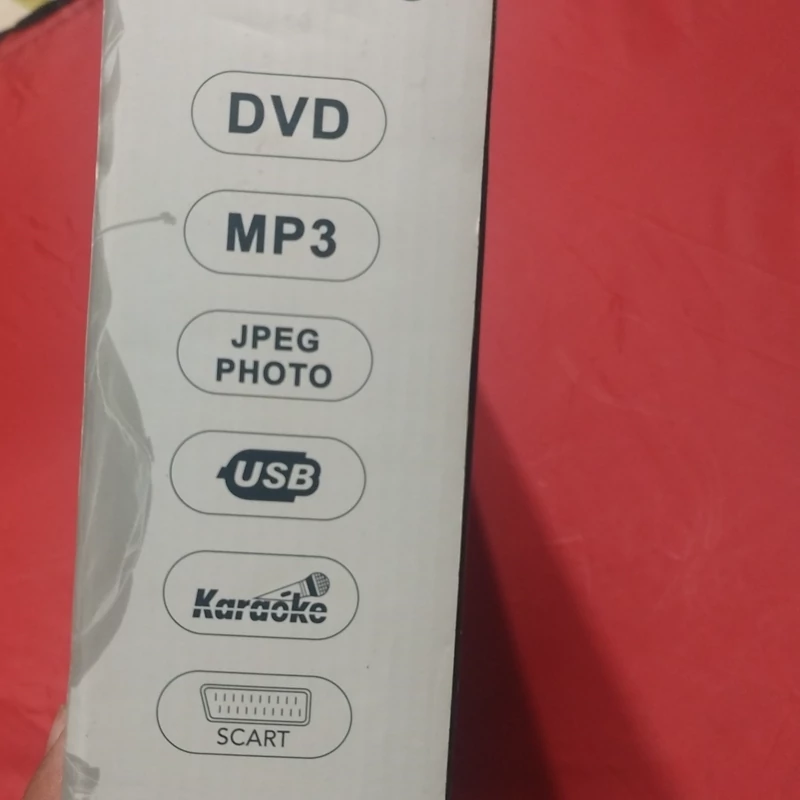 DVD
MP3
JPEG
PHOTO
USB
Karaoke
SCART